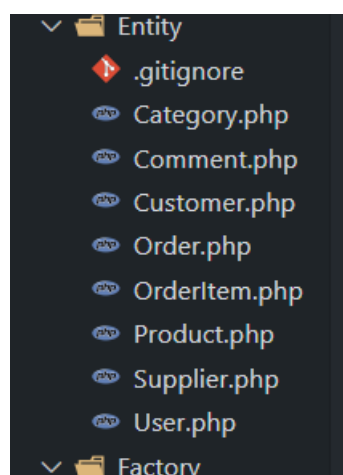 Entity
.gitignore
Category.php
Comment.php
Customer.php
Order.php
OrderItem.php
Product.php
Supplier.php
User.php
Factory